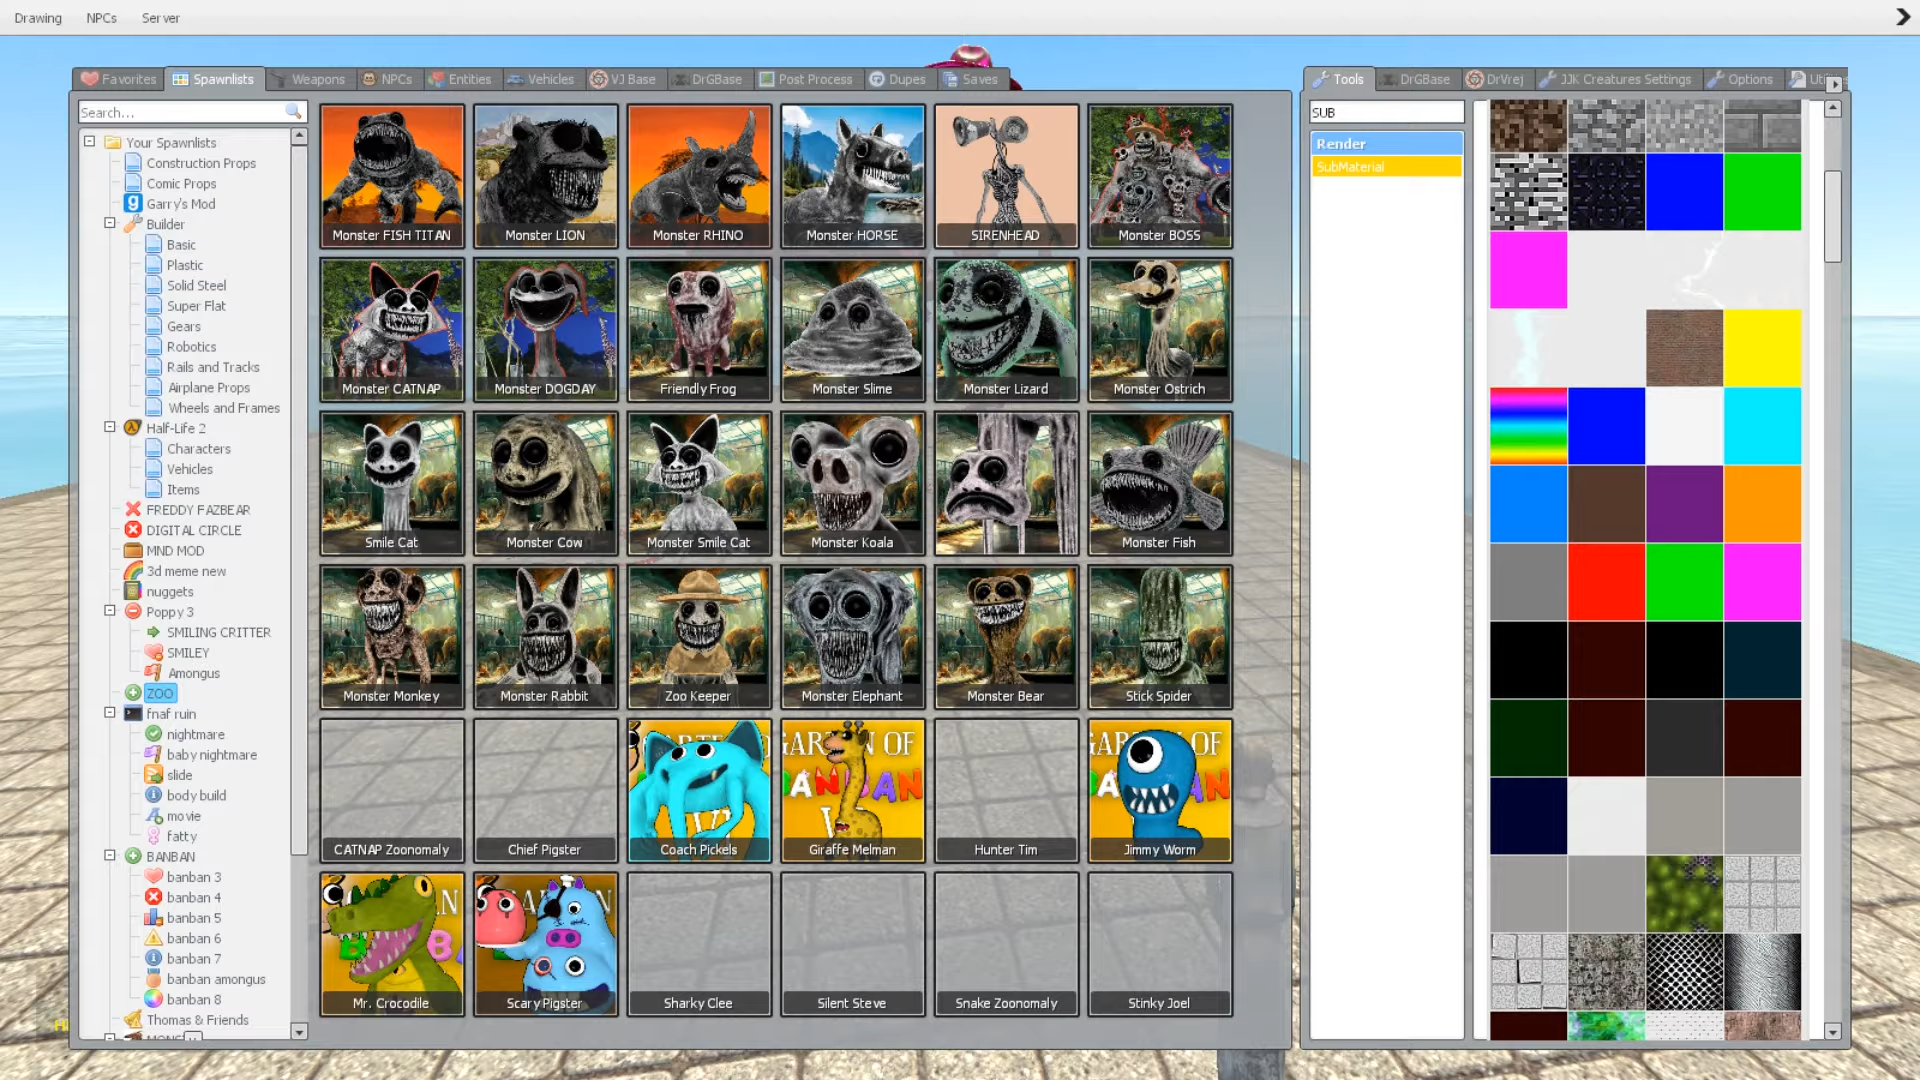 Drawing NPCs Server
Favorites Spawnlists Weapons NPCs Entities Vehicles VJ Base DrGBase Post Process Dupes Saves
Tools DrGBase DrVrej JJK Creatures Settings Options
Search...
Your Spawnlists
Construction Props
Comic Props
Garry's Mod
Builder
Basic
Plastic
Solid Steel
Super Flat
Gears
Robotics
Rails and Tracks
Airplane Props
Wheels and Frames
Half-Life 2
Characters
Vehicles
Items
FREDDY FAZBEAR
DIGITAL CIRCLE
MND MOD
3d meme new
nuggets
Poppy 3
SMILING CRITTER
SMILEY
Amongus
ZOO
fnaf ruin
nightmare
baby nightmare
slide
body build
movie
fatty
BANBAN
banban 3
banban 4
banban 5
banban 6
banban 7
banban amongus
banban 8
Thomas & Friends
Monster FISH TITAN Monster LION Monster RHINO Monster HORSE SIRENHEAD Monster BOSS
Monster CATNAP Monster DOGDAY Friendly Frog Monster Slime Monster Lizard Monster Ostrich
Smile Cat Monster Cow Monster Smile Cat Monster Koala Monster Fish
Monster Monkey Monster Rabbit Zoo Keeper Monster Elephant Monster Bear Stick Spider
CATNAP Zoonomaly Chief Pigster Coach Pickels Giraffe Melman Hunter Tim Jimmy Worm
Mr. Crocodile Scary Pigster Sharky Clee Silent Steve Snake Zoonomaly Stinky Joel
SUB
Render
SubMaterial